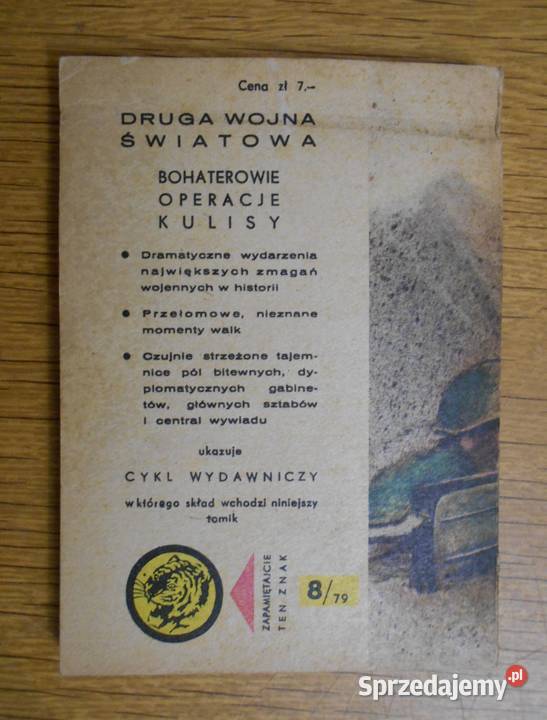 Cena zł 7.–
DRUGA WOJNA
ŚWIATOWA
BOHATEROWIE
OPERACJE
KULISY
● Dramatyczne wydarzenia
największych zmagań
wojennych w historii
● Przełomowe, nieznane
momenty walk
● Czujnie strzeżone tajem-
nice pól bitewnych, dy-
plomatycznych gabine-
tów, głównych sztabów
i central wywiadu
ukazuje
CYKL WYDAWNICZY
w którego skład wchodzi niniejszy
tomik
ZAPAMIĘTAJCIE
TEN ZNAK
8/79
Sprzedajemy.pl